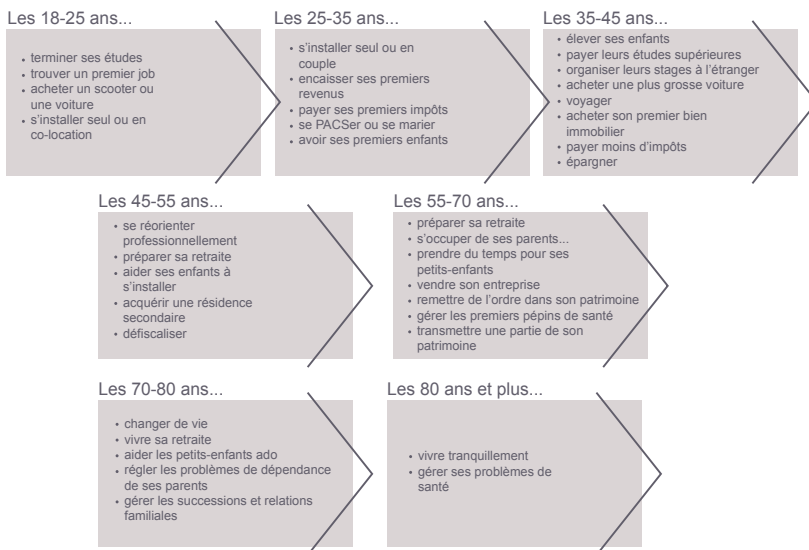 Les 18-25 ans...
• terminer ses études
• trouver un premier job
• acheter un scooter ou
une voiture
• s’installer seul ou en
co-location
Les 25-35 ans...
• s’installer seul ou en
couple
• encaisser ses premiers
revenus
• payer ses premiers impôts
• se PACSer ou se marier
• avoir ses premiers enfants
Les 35-45 ans...
• élever ses enfants
• payer leurs études supérieures
• organiser leurs stages à l’étranger
• acheter une plus grosse voiture
• voyager
• acheter son premier bien
immobilier
• payer moins d’impôts
• épargner
Les 45-55 ans...
• se réorienter
professionnellement
• préparer sa retraite
• aider ses enfants à
s’installer
• acquérir une résidence
secondaire
• défiscaliser
Les 55-70 ans...
• préparer sa retraite
• s’occuper de ses parents...
• prendre du temps pour ses
petits-enfants
• vendre son entreprise
• remettre de l’ordre dans son patrimoine
• gérer les premiers pépins de santé
• transmettre une partie de son
patrimoine
Les 70-80 ans...
• changer de vie
• vivre sa retraite
• aider les petits-enfants ado
• régler les problèmes de dépendance
de ses parents
• gérer les successions et relations
familiales
Les 80 ans et plus...
• vivre tranquillement
• gérer ses problèmes de
santé